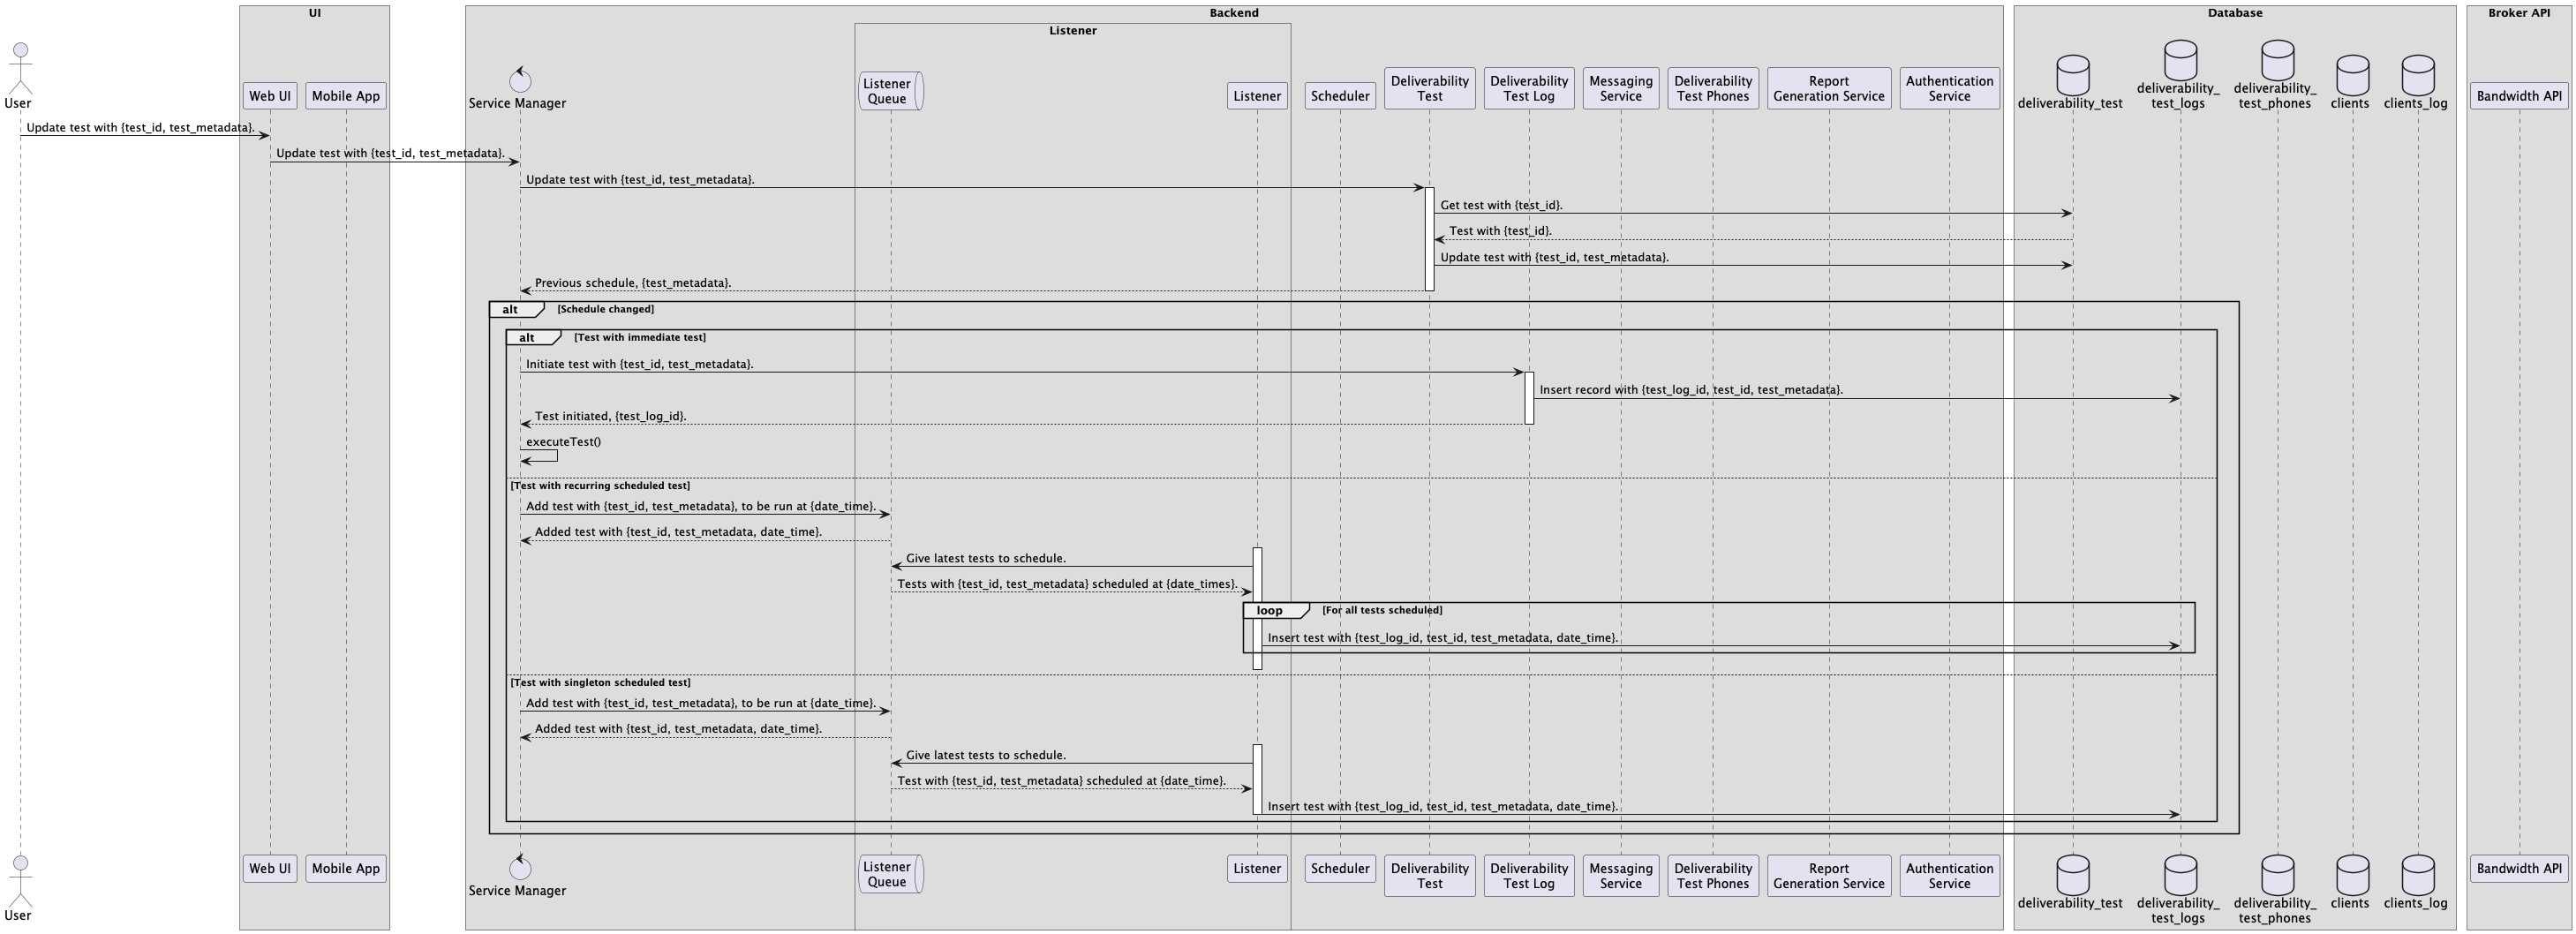 UI
Backend
Database
Broker API
Listener
User
Web UI
Mobile App
Service Manager
Listener
Queue
Listener
Scheduler
Deliverability
Test
Deliverability
Test Log
Messaging
Service
Deliverability
Test Phones
Report
Generation Service
Authentication
Service
deliverability_test
deliverability_
test_logs
deliverability_
test_phones
clients
clients_log
Bandwidth API
Update test with {test_id, test_metadata}.
Update test with {test_id, test_metadata}.
Update test with {test_id, test_metadata}.
Get test with {test_id}.
Test with {test_id}.
Update test with {test_id, test_metadata}.
Previous schedule, {test_metadata}.
alt [Schedule changed]
alt [Test with immediate test]
Initiate test with {test_id, test_metadata}.
Insert record with {test_log_id, test_id, test_metadata}.
Test initiated, {test_log_id}.
executeTest()
[Test with recurring scheduled test]
Add test with {test_id, test_metadata}, to be run at {date_time}.
Added test with {test_id, test_metadata, date_time}.
Give latest tests to schedule.
Tests with {test_id, test_metadata} scheduled at {date_times}.
loop [For all tests scheduled]
Insert test with {test_log_id, test_id, test_metadata, date_time}.
[Test with singleton scheduled test]
Add test with {test_id, test_metadata}, to be run at {date_time}.
Added test with {test_id, test_metadata, date_time}.
Give latest tests to schedule.
Test with {test_id, test_metadata} scheduled at {date_time}.
Insert test with {test_log_id, test_id, test_metadata, date_time}.
User
Web UI
Mobile App
Service Manager
Listener
Queue
Listener
Scheduler
Deliverability
Test
Deliverability
Test Log
Messaging
Service
Deliverability
Test Phones
Report
Generation Service
Authentication
Service
deliverability_test
deliverability_
test_logs
deliverability_
test_phones
clients
clients_log
Bandwidth API